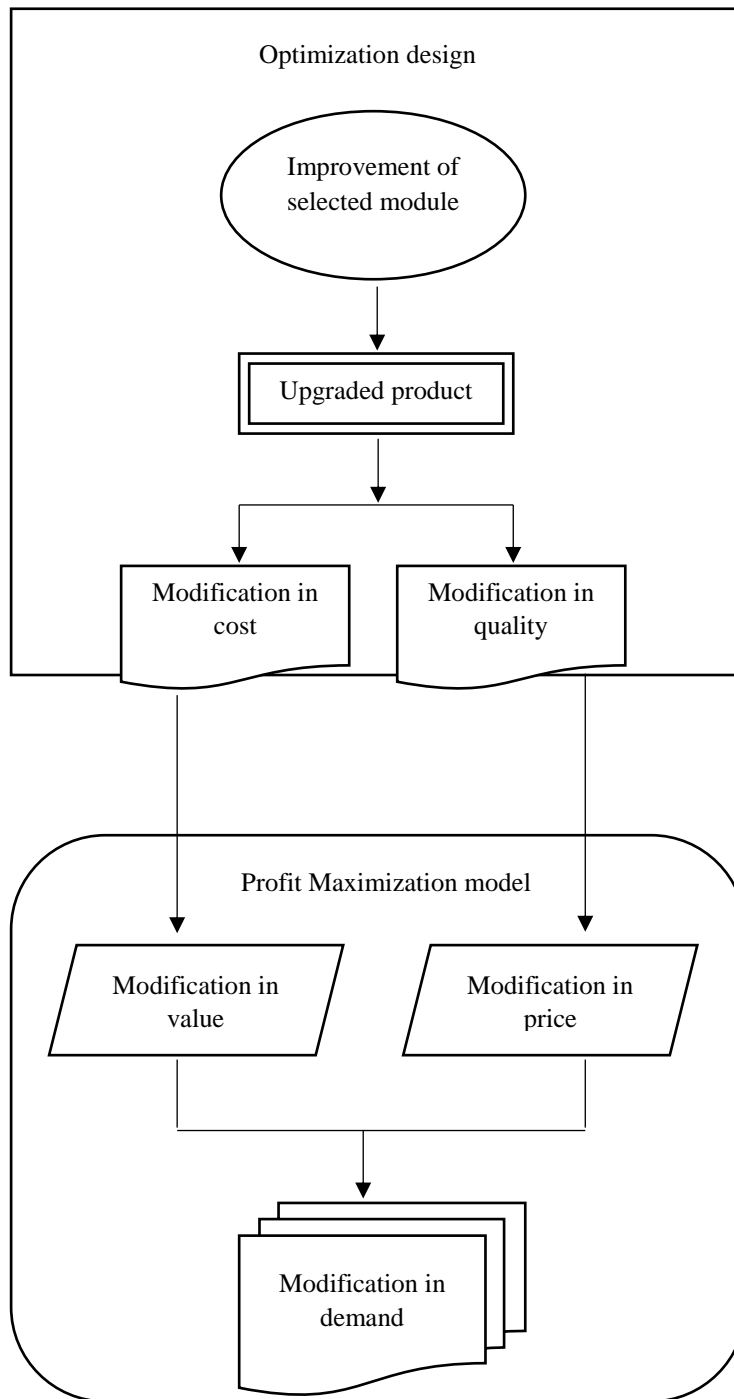 Optimization design
Improvement of
selected module
Upgraded product
Modification in
cost
Modification in
quality
Profit Maximization model
Modification in
value
Modification in
price
Modification in
demand